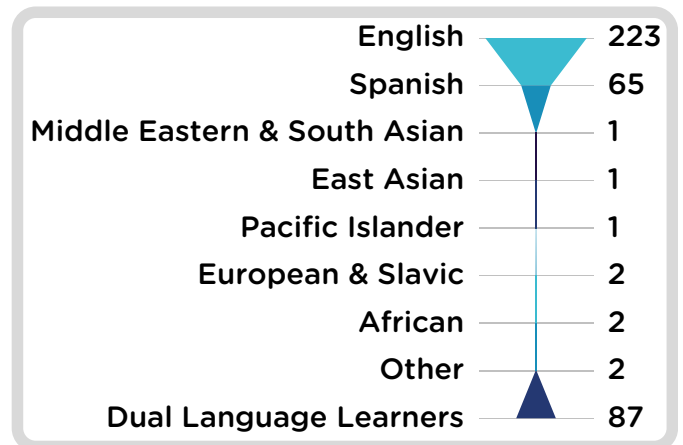 English 223
Spanish 65
Middle Eastern & South Asian 1
East Asian 1
Pacific Islander 1
European & Slavic 2
African 2
Other 2
Dual Language Learners 87